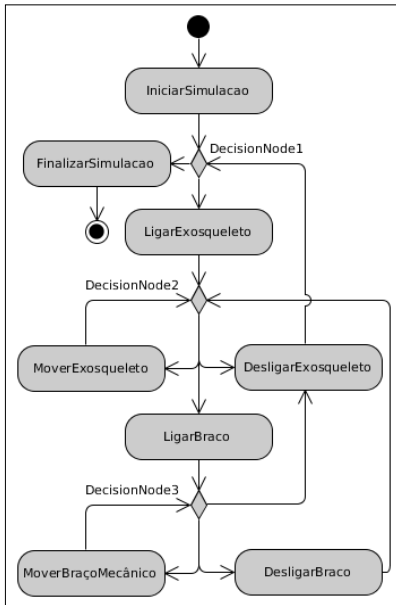 IniciarSimulacao
DecisionNode1
FinalizarSimulacao
LigarExosqueleto
DecisionNode2
MoverExosqueleto
DesligarExosqueleto
LigarBraco
DecisionNode3
MoverBraçoMecânico
DesligarBraco